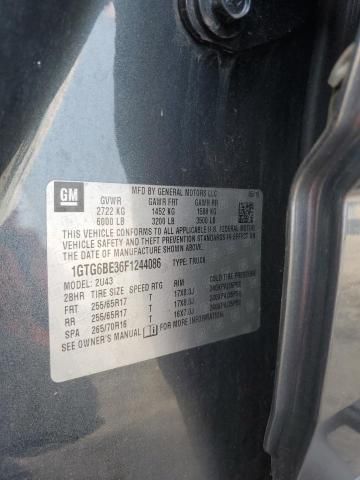 GM
MFD BY GENERAL MOTORS LLC
GVWR GAWR FRT GAWR RR
2722 KG 1452 KG 1588 KG
6000 LB 3200 LB 3500 LB
THIS VEHICLE CONFORMS TO ALL APPLICABLE U.S. FEDERAL
MOTOR VEHICLE SAFETY AND THEFT PREVENTION
STANDARDS IN EFFECT ON THE DATE OF MANUFACTURE
SHOWN ABOVE.
1GTG6BE36F1244086 TYPE: TRUCK
2U43
TIRE SIZE SPEED RTG RIM
FRT 255/65R17 T 17X8.0J
RR 255/65R17 T 17X8.0J
SPA 265/70R16 T 16X7.0J
SEE OWNER'S MANUAL FOR MORE INFORMATION.